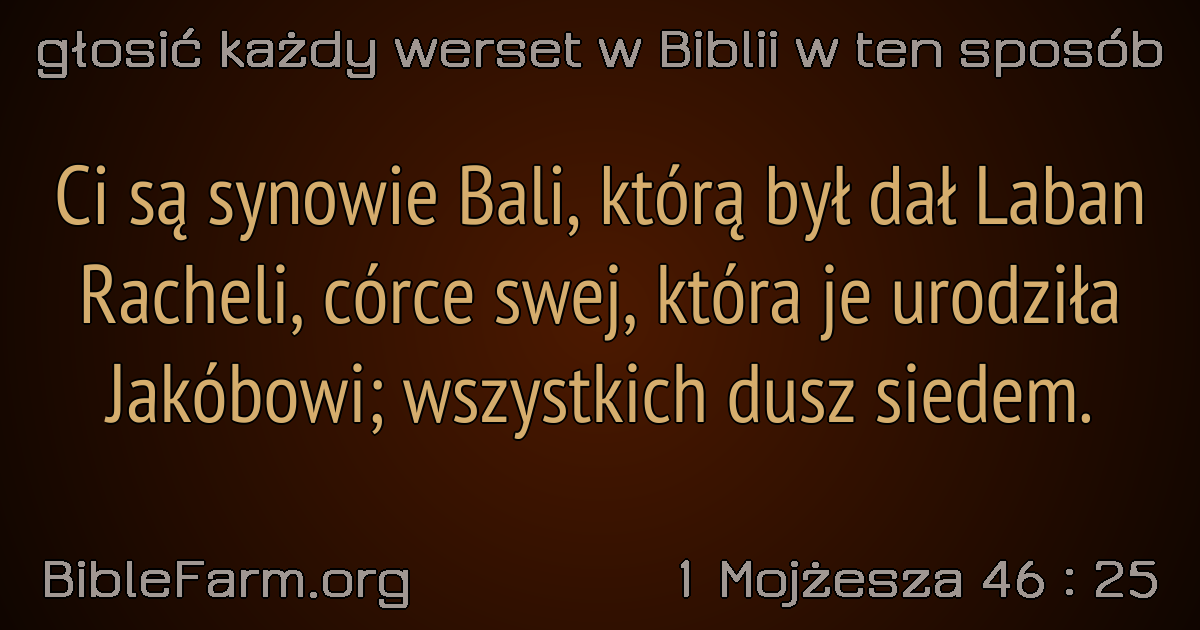 głosić każdy werset w Biblii w ten sposób
Ci są synowie Bali, którą był dał Laban
Racheli, córce swej, która je urodziła
Jakóbowi; wszystkich dusz siedem.
BibleFarm.org
1 Mojżesza 46 : 25